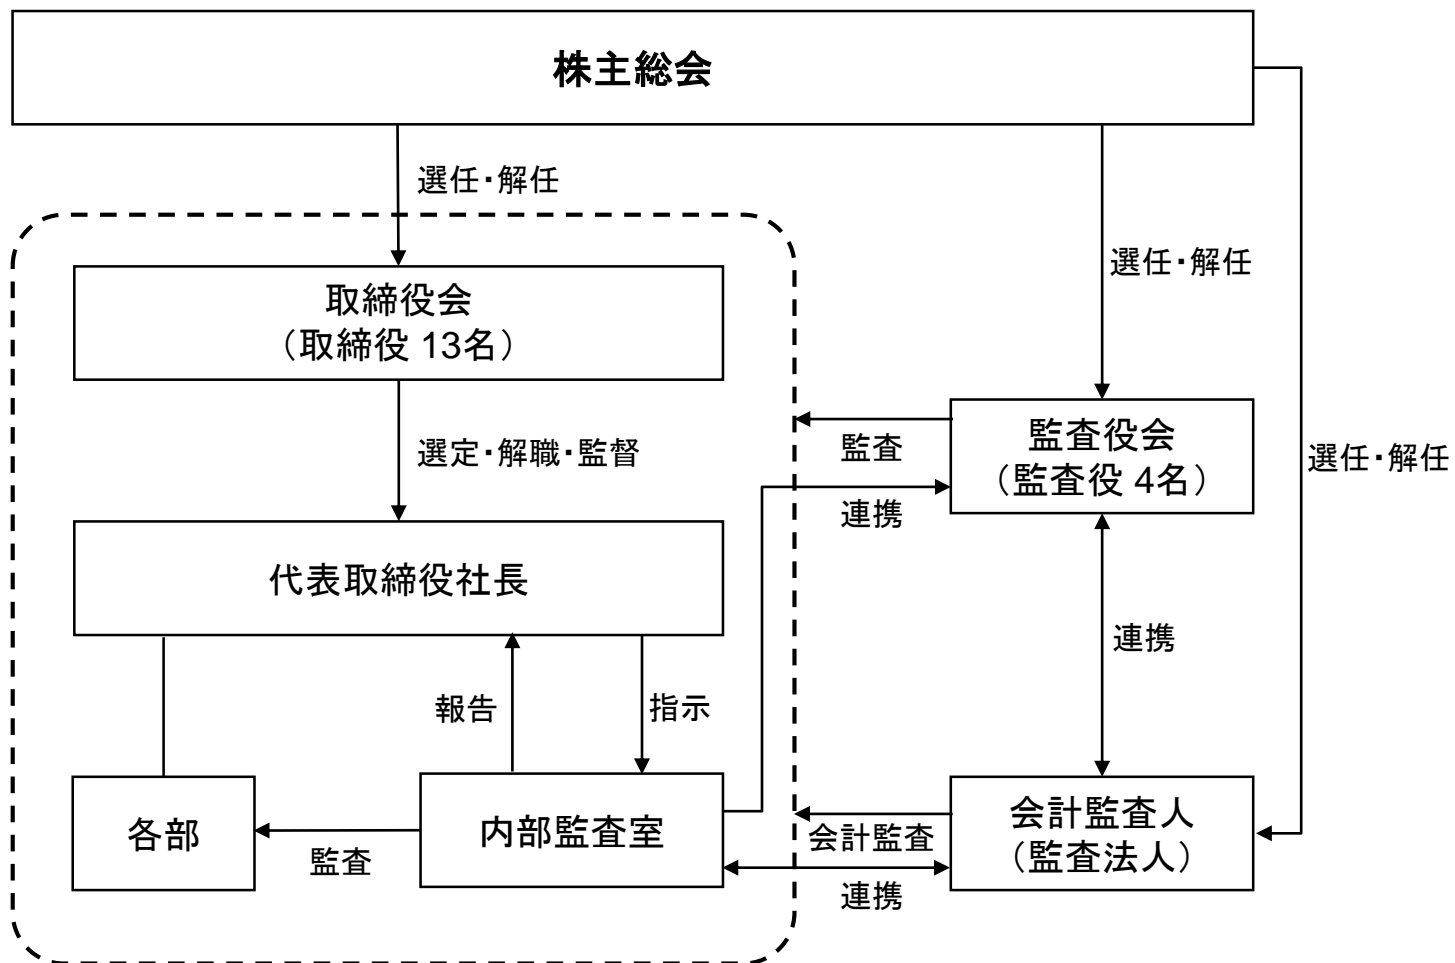 株主総会
選任・解任
選任・解任
選任・解任
取締役会
（取締役 13名）
選定・解職・監督
監査
連携
監査役会
（監査役 4名）
代表取締役社長
連携
報告
指示
各部
監査
内部監査室
会計監査
連携
会計監査人
（監査法人）